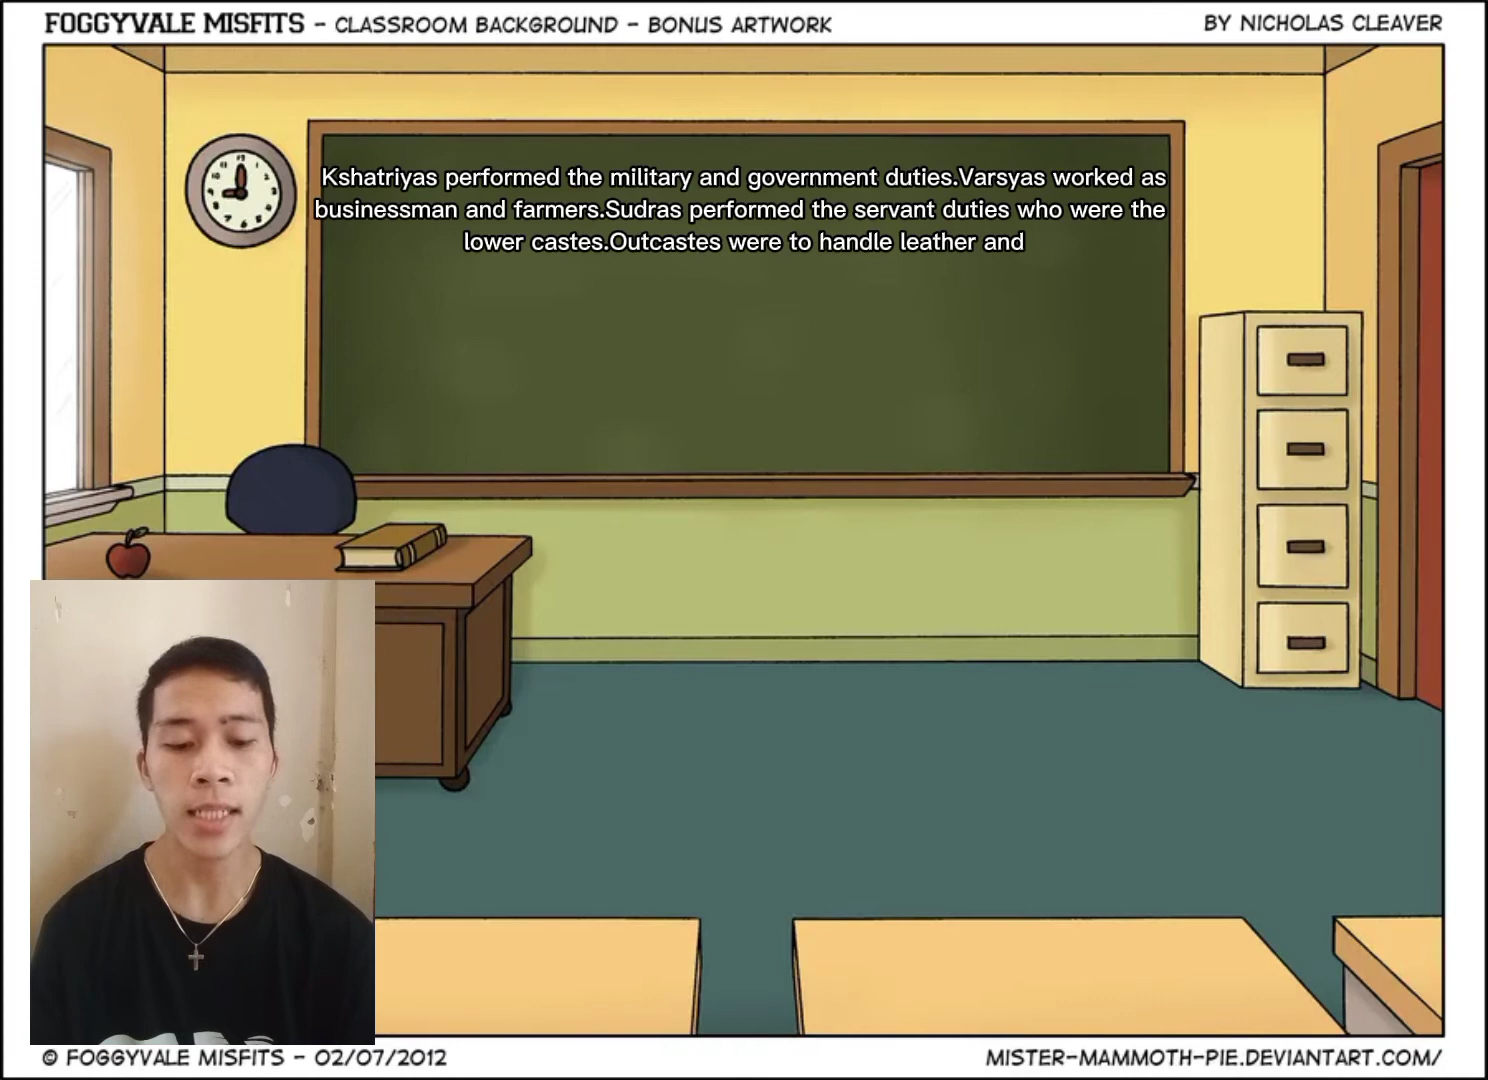 FOGGYVALE MISFITS - CLASSROOM BACKGROUND - BONUS ARTWORK
BY NICHOLAS CLEAVER
Kshatriyas performed the military and government duties.Varsyas worked as
businessman and farmers.Sudras performed the servant duties who were the
lower castes.Outcastes were to handle leather and
© FOGGYVALE MISFITS - 02/07/2012
MISTER-MAMMOTH-PIE.DEVIANTART.COM/